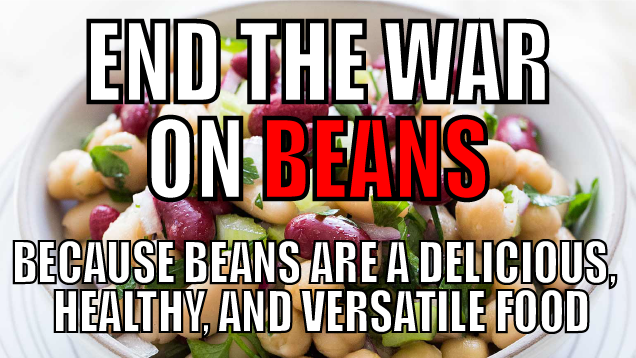 END THE WAR
ON BEANS
BECAUSE BEANS ARE A DELICIOUS,
HEALTHY, AND VERSATILE FOOD